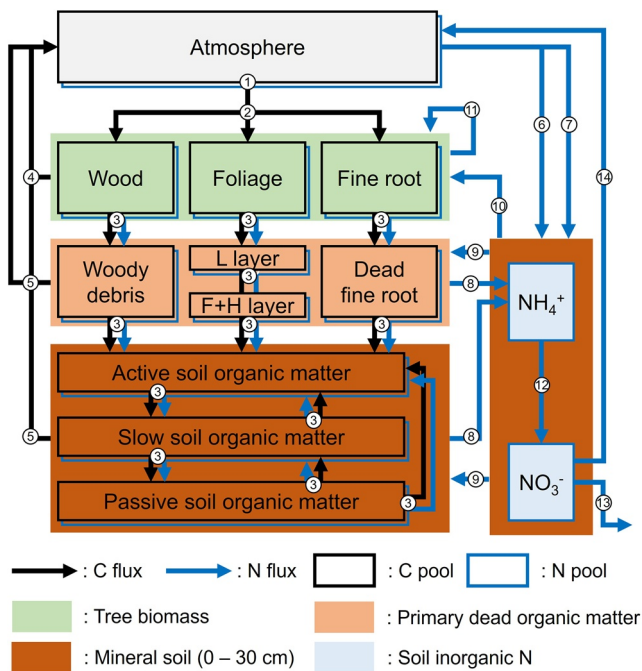 Atmosphere
1
2
11
6
7
14
Wood
Foliage
Fine root
4
10
3
3
3
Woody debris
L layer
3
F+H layer
Dead fine root
5
9
8
NH₄⁺
3
3
3
12
Active soil organic matter
3
3
Slow soil organic matter
5
8
3
3
Passive soil organic matter
3
9
NO₃⁻
13
: C flux
: N flux
: C pool
: N pool
: Tree biomass
: Primary dead organic matter
: Mineral soil (0 – 30 cm)
: Soil inorganic N